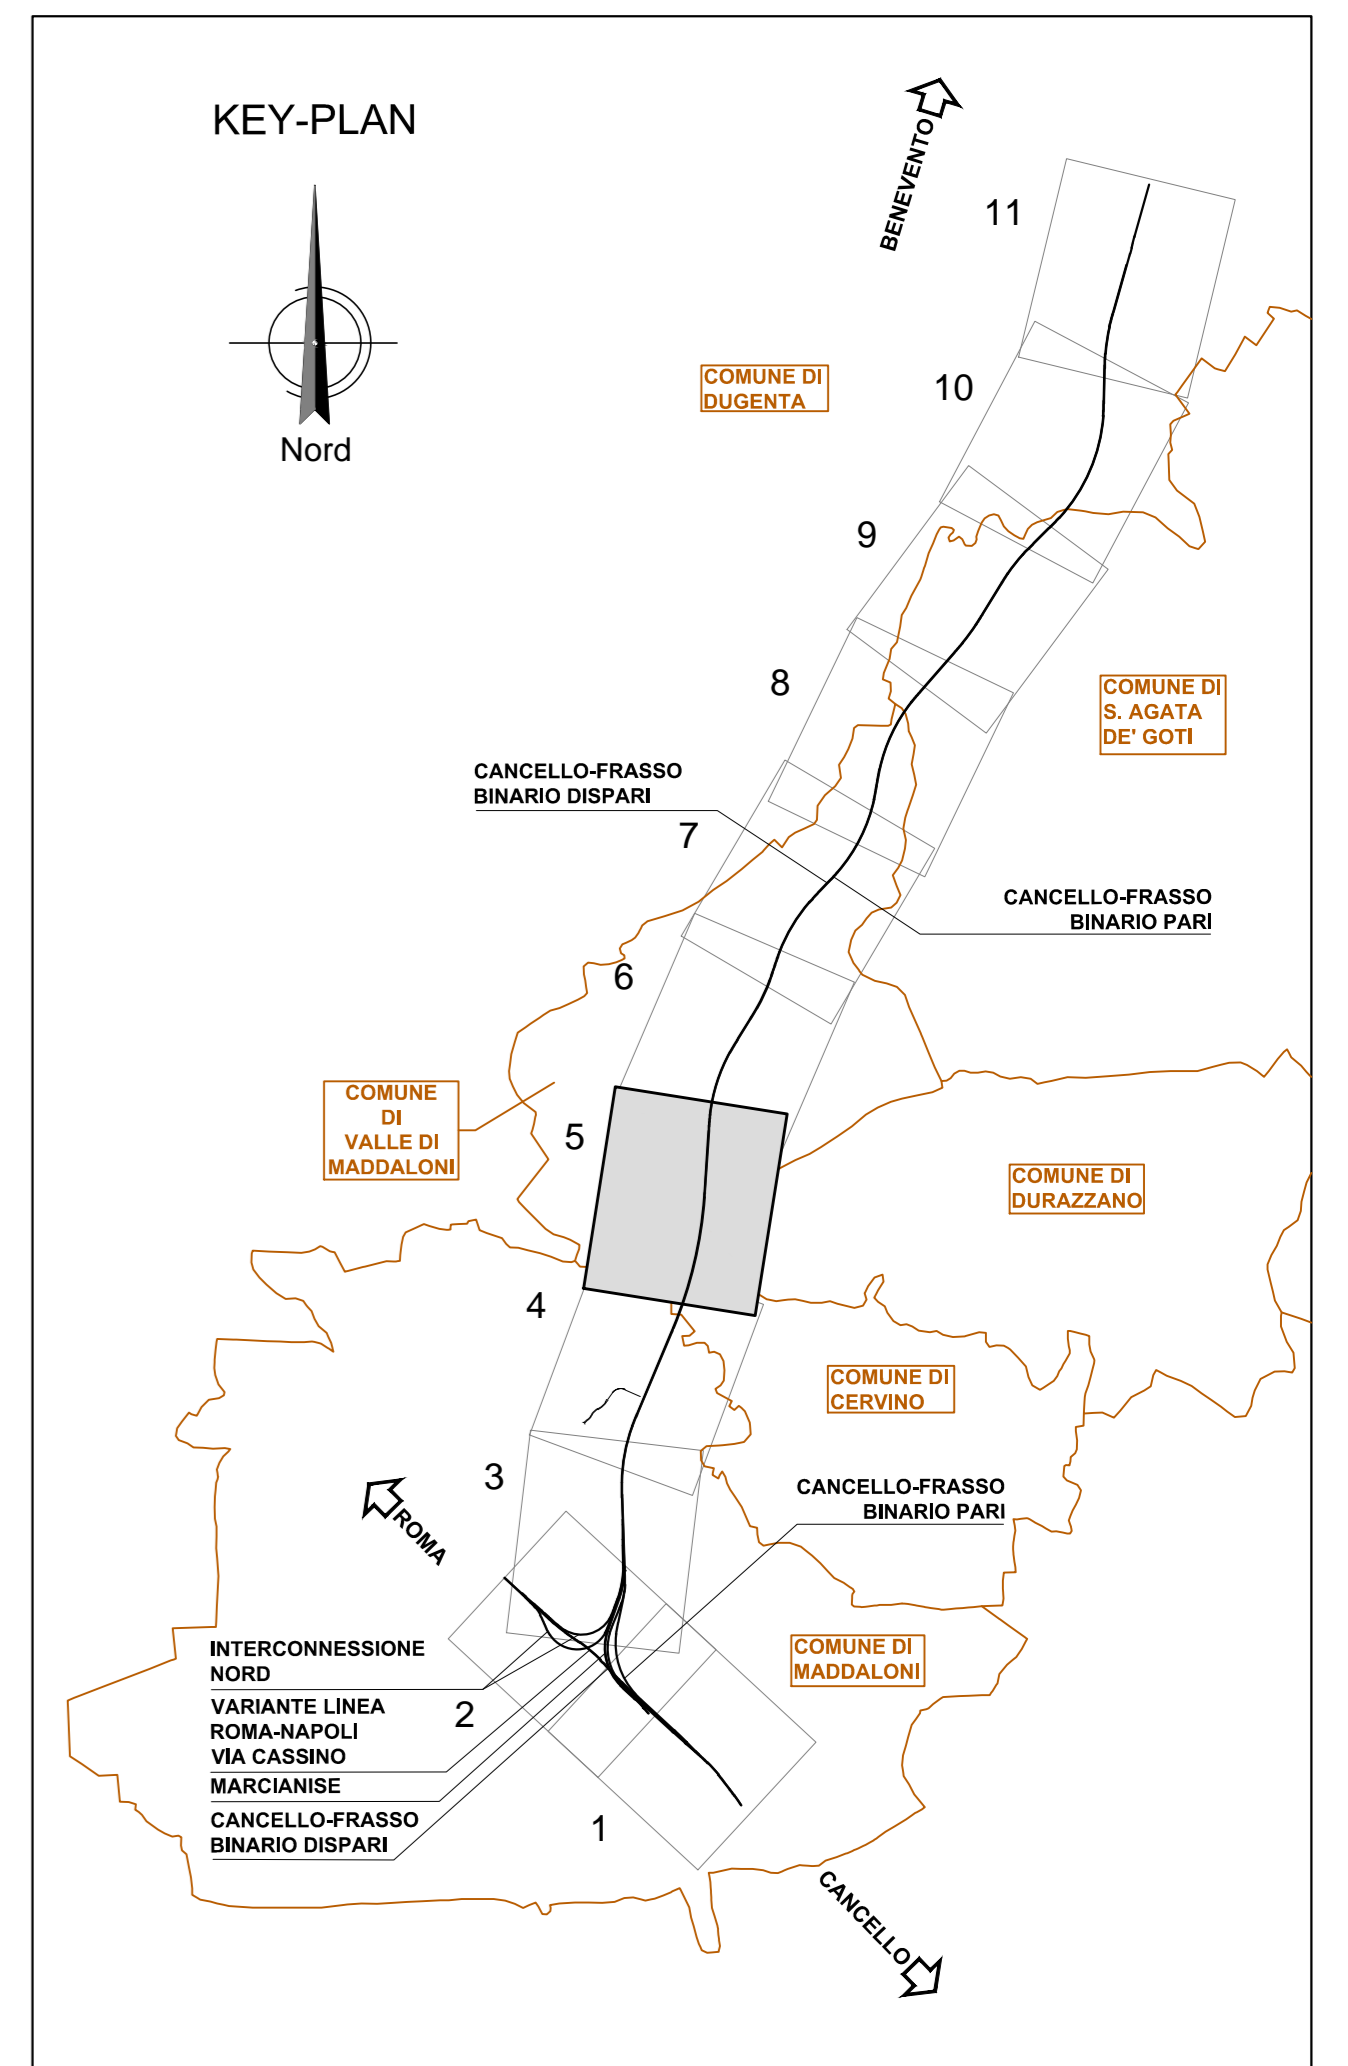 KEY-PLAN
BENEVENTO
11
COMUNE DI
DUGENTA
10
Nord
9
8
COMUNE DI
S. AGATA
DE' GOTI
CANCELLO-FRASSO
BINARIO DISPARI
7
CANCELLO-FRASSO
BINARIO PARI
6
COMUNE
DI
VALLE DI
MADDALONI
5
COMUNE DI
DURAZZANO
4
COMUNE DI
CERVINO
3
CANCELLO-FRASSO
BINARIO PARI
ROMA
INTERCONNESSIONE
NORD
COMUNE DI
MADDALONI
VARIANTE LINEA
ROMA-NAPOLI
VIA CASSINO
2
MARCIANISE
CANCELLO-FRASSO
BINARIO DISPARI
1
CANCELLO